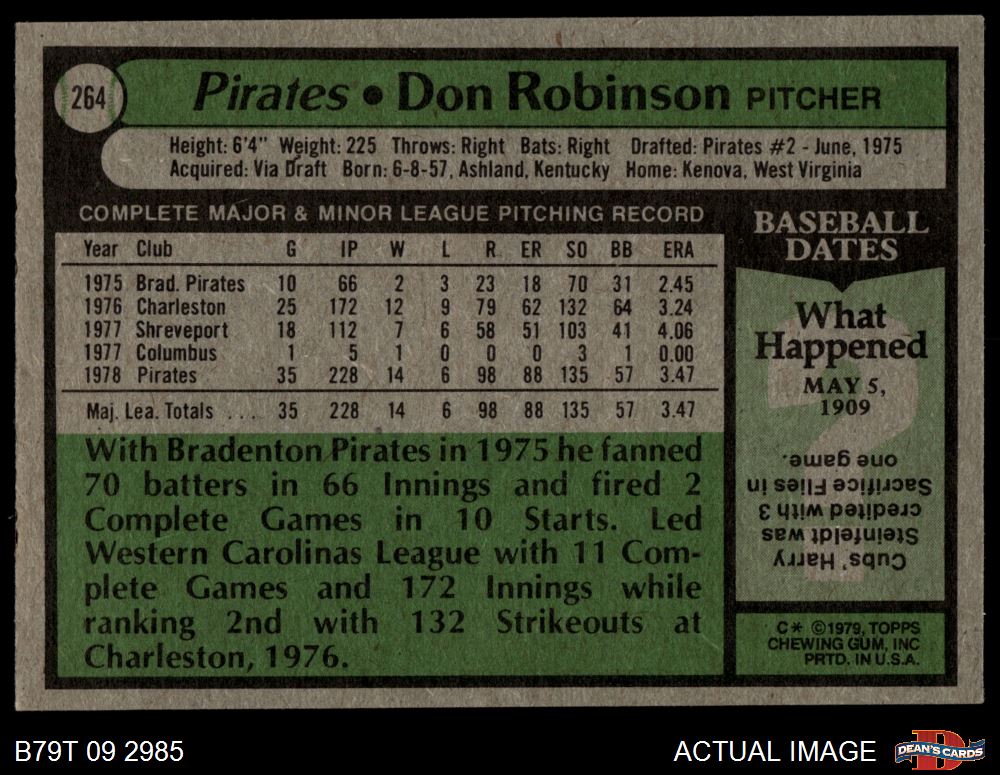 264
Pirates • Don Robinson PITCHER
Height: 6'4" Weight: 225 Throws: Right Bats: Right Drafted: Pirates #2 - June, 1975
Acquired: Via Draft Born: 6-8-57, Ashland, Kentucky Home: Kenova, West Virginia
COMPLETE MAJOR & MINOR LEAGUE PITCHING RECORD
Year Club G IP W L R ER SO BB ERA
1975 Brad. Pirates 10 66 2 3 23 18 70 31 2.45
1976 Charleston 25 172 12 9 79 62 132 64 3.24
1977 Shreveport 18 112 7 6 58 51 103 41 4.06
1977 Columbus 1 5 1 0 0 0 3 1 0.00
1978 Pirates 35 228 14 6 98 88 135 57 3.47
Maj. Lea. Totals . . . 35 228 14 6 98 88 135 57 3.47
With Bradenton Pirates in 1975 he fanned
70 batters in 66 Innings and fired 2
Complete Games in 10 Starts. Led
Western Carolinas League with 11 Com-
plete Games and 172 Innings while
ranking 2nd with 132 Strikeouts at
Charleston, 1976.
BASEBALL
DATES
What
Happened
MAY 5,
1909
Cubs' Harry
Steinfeldt was
credited with 3
Sacrifice Flies in
one game.
C* ©1979, TOPPS
CHEWING GUM, INC
PRTD. IN U.S.A.
B79T 09 2985
ACTUAL IMAGE
D
DEAN'S CARDS